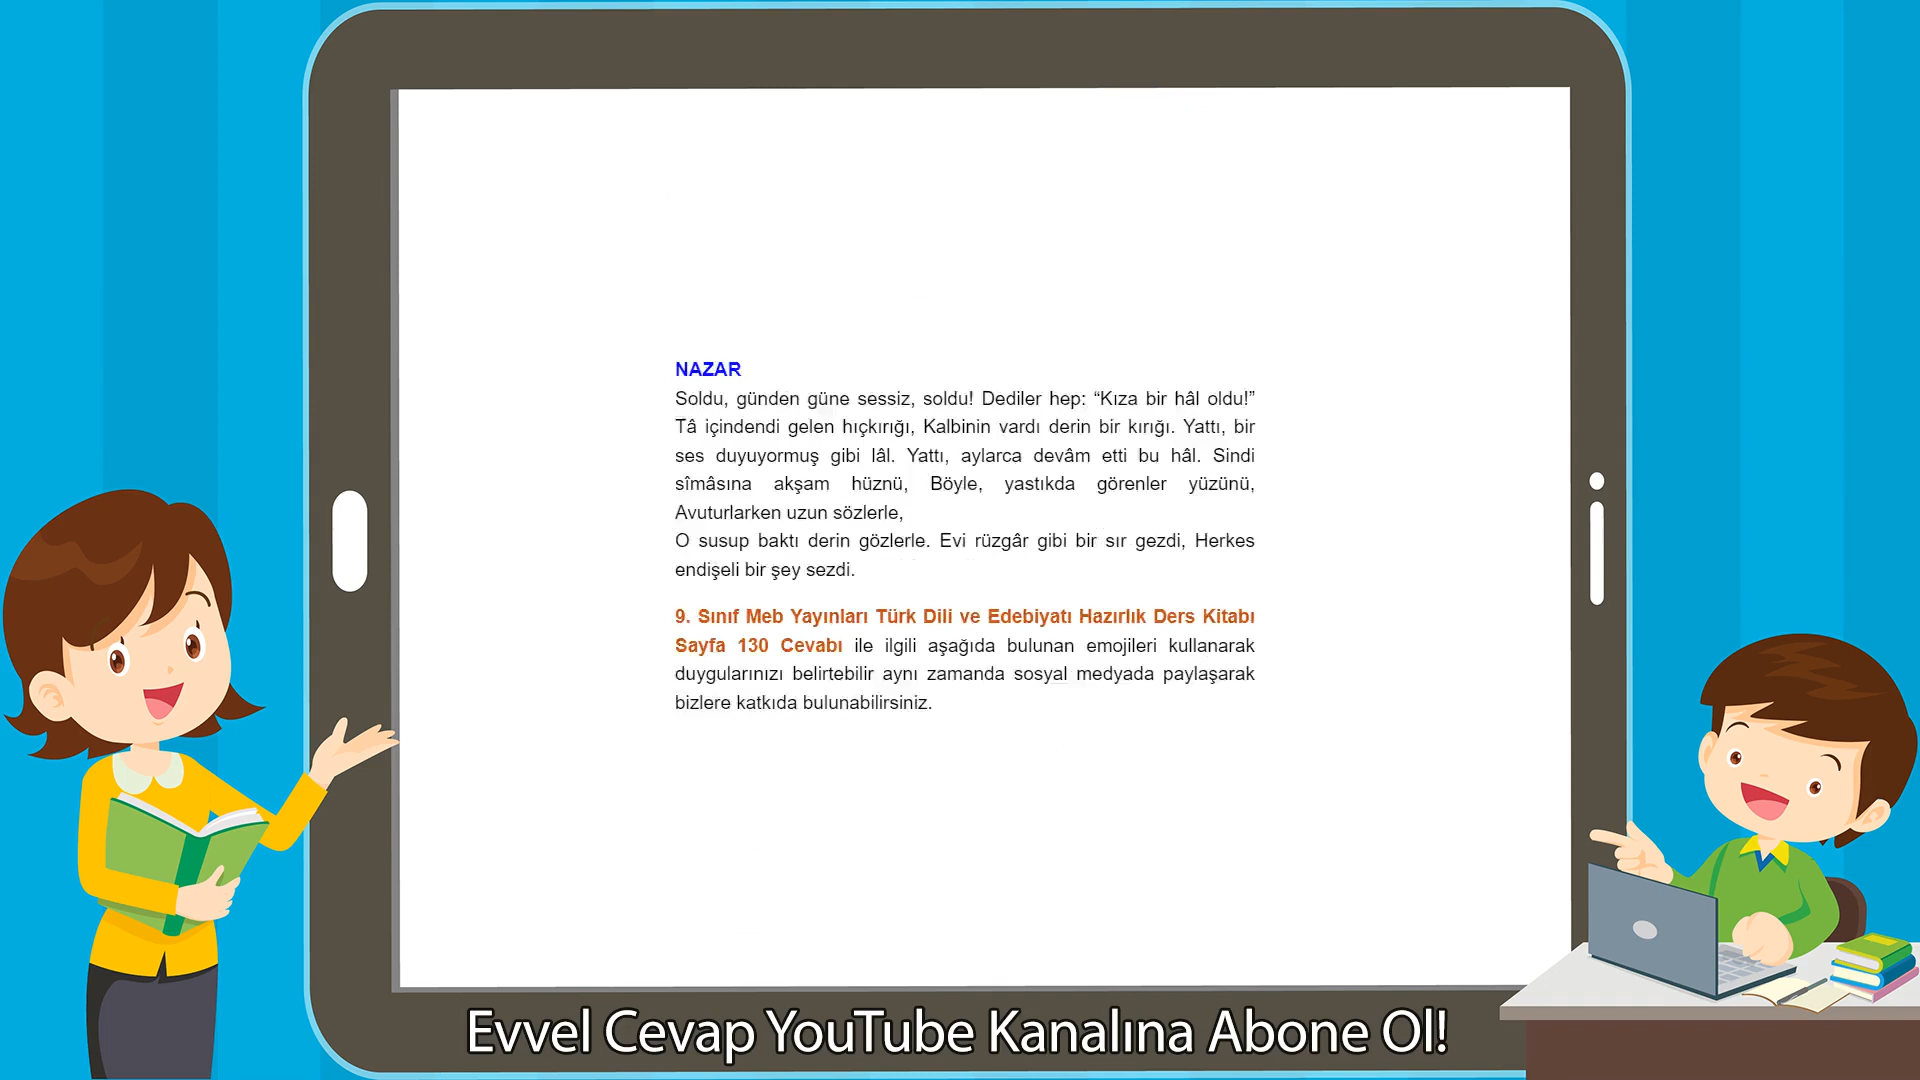 NAZAR
Soldu, günden güne sessiz, soldu! Dediler hep: “Kıza bir hâl oldu!”
Tâ içindendi gelen hıçkırığı, Kalbinin vardı derin bir kırığı. Yattı, bir
ses duyuyormuş gibi lâl. Yattı, aylarca devâm etti bu hâl. Sindi
sîmâsına akşam hüznü, Böyle, yastıkda görenler yüzünü,
Avuturlarken uzun sözlerle,
O susup baktı derin gözlerle. Evi rüzgâr gibi bir sır gezdi, Herkes
endişeli bir şey sezdi.
9. Sınıf Meb Yayınları Türk Dili ve Edebiyatı Hazırlık Ders Kitabı
Sayfa 130 Cevabı ile ilgili aşağıda bulunan emojileri kullanarak
duygularınızı belirtebilir aynı zamanda sosyal medyada paylaşarak
bizlere katkıda bulunabilirsiniz.
Evvel Cevap YouTube Kanalına Abone Ol!